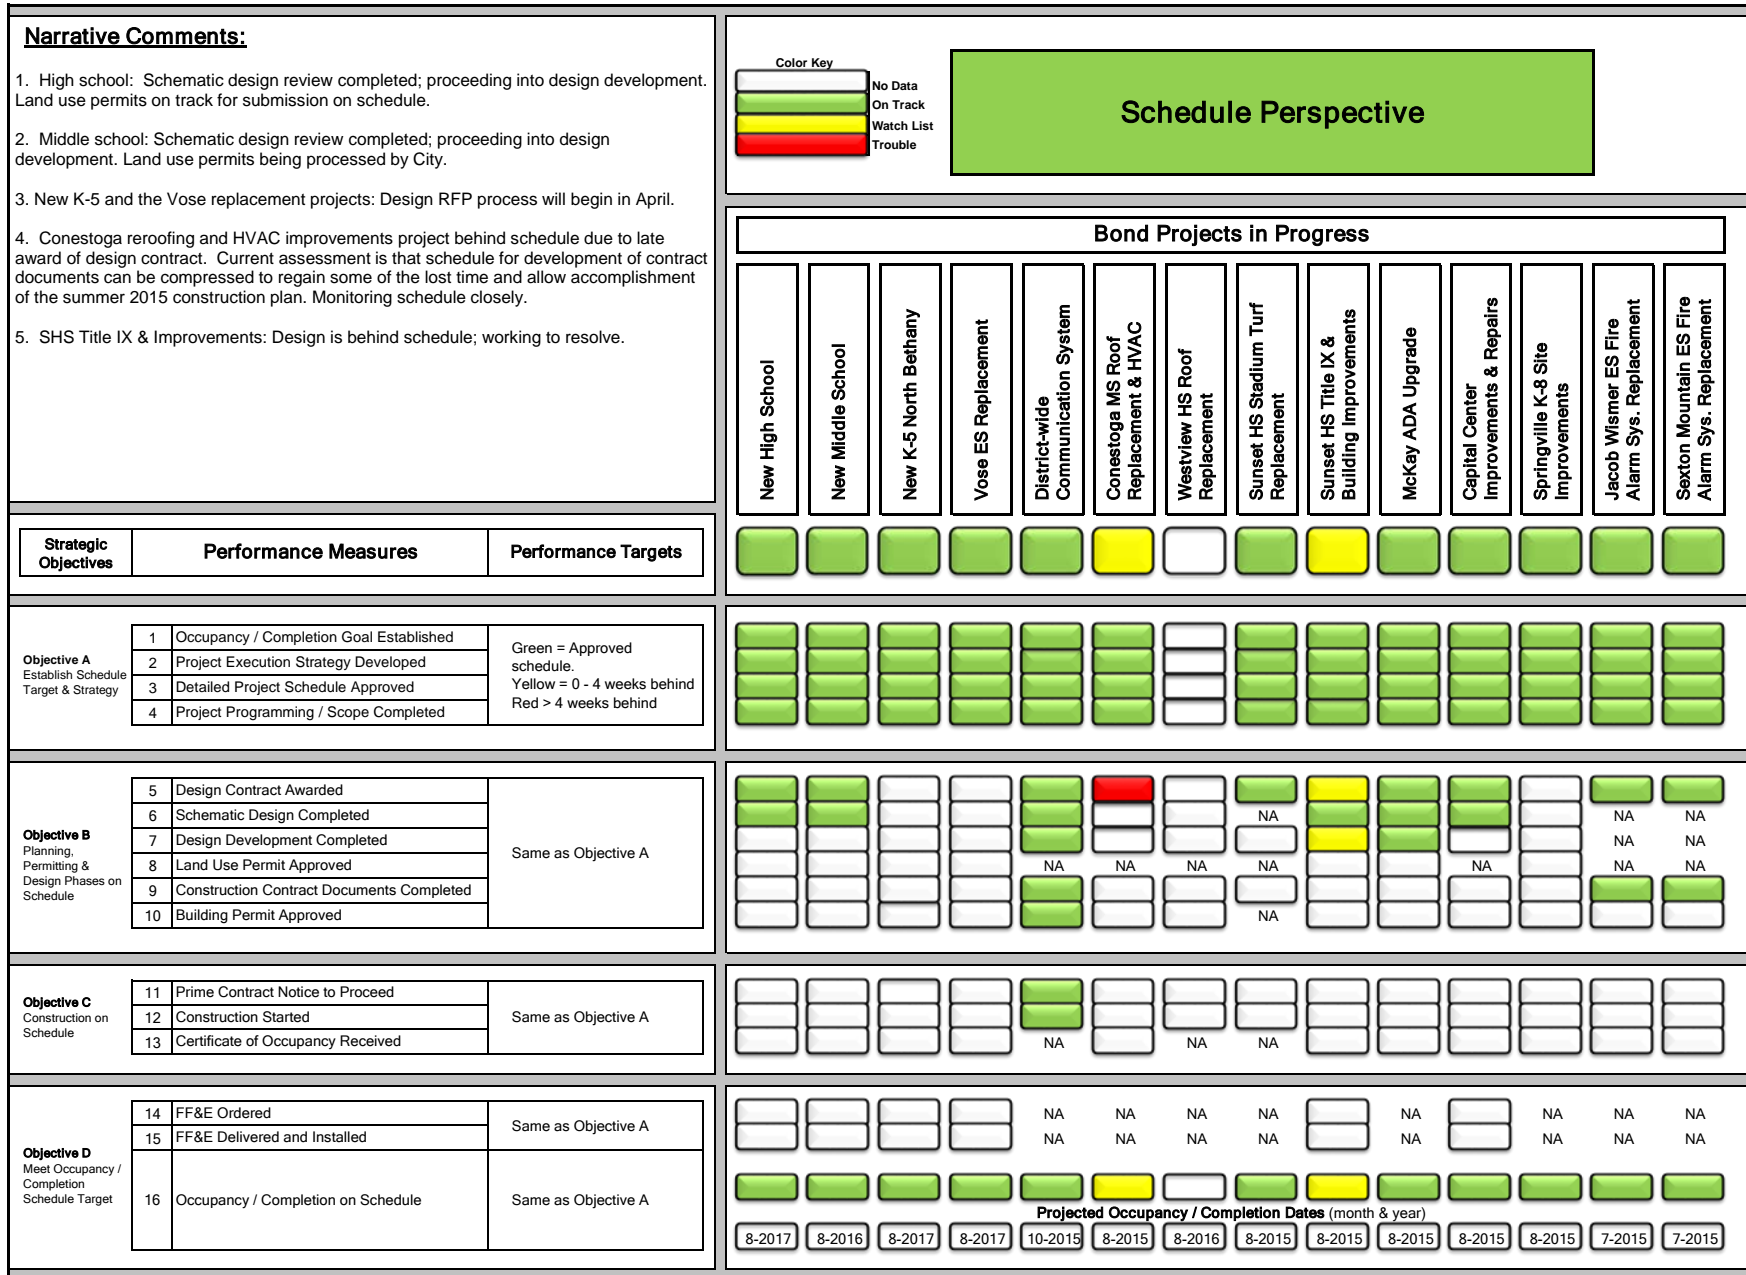 Narrative Comments:
1. High school: Schematic design review completed; proceeding into design development.
Land use permits on track for submission on schedule.
2. Middle school: Schematic design review completed; proceeding into design
development. Land use permits being processed by City.
3. New K-5 and the Vose replacement projects: Design RFP process will begin in April.
4. Conestoga reroofing and HVAC improvements project behind schedule due to late
award of design contract. Current assessment is that schedule for development of contract
documents can be compressed to regain some of the lost time and allow accomplishment
of the summer 2015 construction plan. Monitoring schedule closely.
5. SHS Title IX & Improvements: Design is behind schedule; working to resolve.
Color Key
No Data
On Track
Watch List
Trouble
Schedule Perspective
Bond Projects in Progress
New High School
New Middle School
New K-5 North Bethany
Vose ES Replacement
District-wide
Communication System
Conestoga MS Roof
Replacement & HVAC
Westview HS Roof
Replacement
Sunset HS Stadium Turf
Replacement
Sunset HS Title IX &
Building Improvements
McKay ADA Upgrade
Capital Center
Improvements & Repairs
Springville K-8 Site
Improvements
Jacob Wismer ES Fire
Alarm Sys. Replacement
Sexton Mountain ES Fire
Alarm Sys. Replacement
Strategic
Objectives
Performance Measures
Performance Targets
Objective A
Establish Schedule
Target & Strategy
1 Occupancy / Completion Goal Established
2 Project Execution Strategy Developed
3 Detailed Project Schedule Approved
4 Project Programming / Scope Completed
Green = Approved
schedule.
Yellow = 0 - 4 weeks behind
Red > 4 weeks behind
Objective B
Planning,
Permitting &
Design Phases on
Schedule
5 Design Contract Awarded
6 Schematic Design Completed
7 Design Development Completed
8 Land Use Permit Approved
9 Construction Contract Documents Completed
10 Building Permit Approved
Same as Objective A
NA NA NA
NA NA
NA NA NA NA NA NA NA
NA
Objective C
Construction on
Schedule
11 Prime Contract Notice to Proceed
12 Construction Started
13 Certificate of Occupancy Received
Same as Objective A
NA NA NA
Objective D
Meet Occupancy /
Completion
Schedule Target
14 FF&E Ordered
15 FF&E Delivered and Installed
Same as Objective A
NA NA NA NA NA NA NA NA
NA NA NA NA NA NA NA NA
16 Occupancy / Completion on Schedule
Same as Objective A
Projected Occupancy / Completion Dates (month & year)
8-2017 8-2016 8-2017 8-2017 10-2015 8-2015 8-2016 8-2015 8-2015 8-2015 8-2015 8-2015 7-2015 7-2015